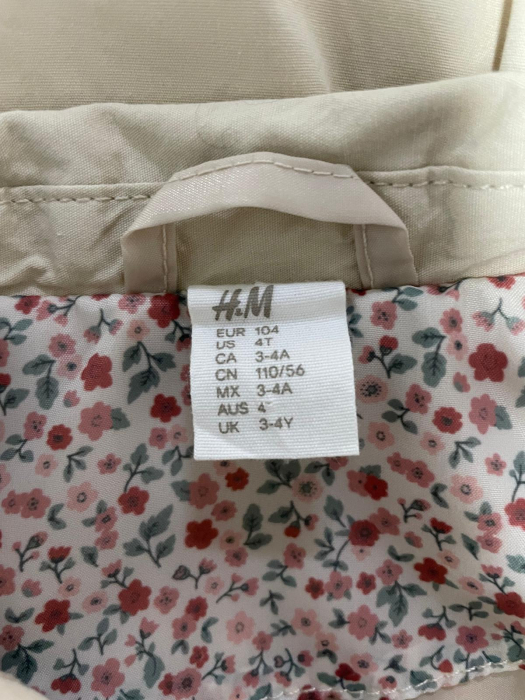 H&M
EUR 104
US 4T
CA 3-4A
CN 110/56
MX 3-4A
AUS 4
UK 3-4Y